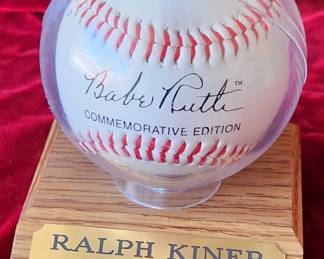 Babe Ruth™
COMMEMORATIVE EDITION
RALPH KINER